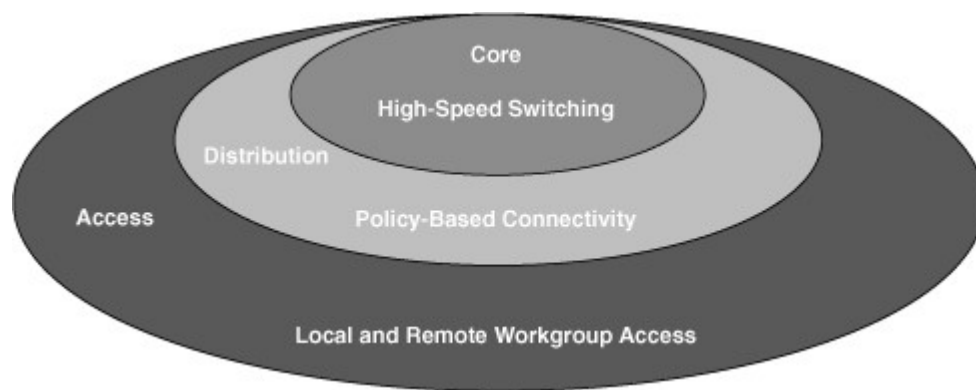 Core
High-Speed Switching
Distribution
Policy-Based Connectivity
Access
Local and Remote Workgroup Access